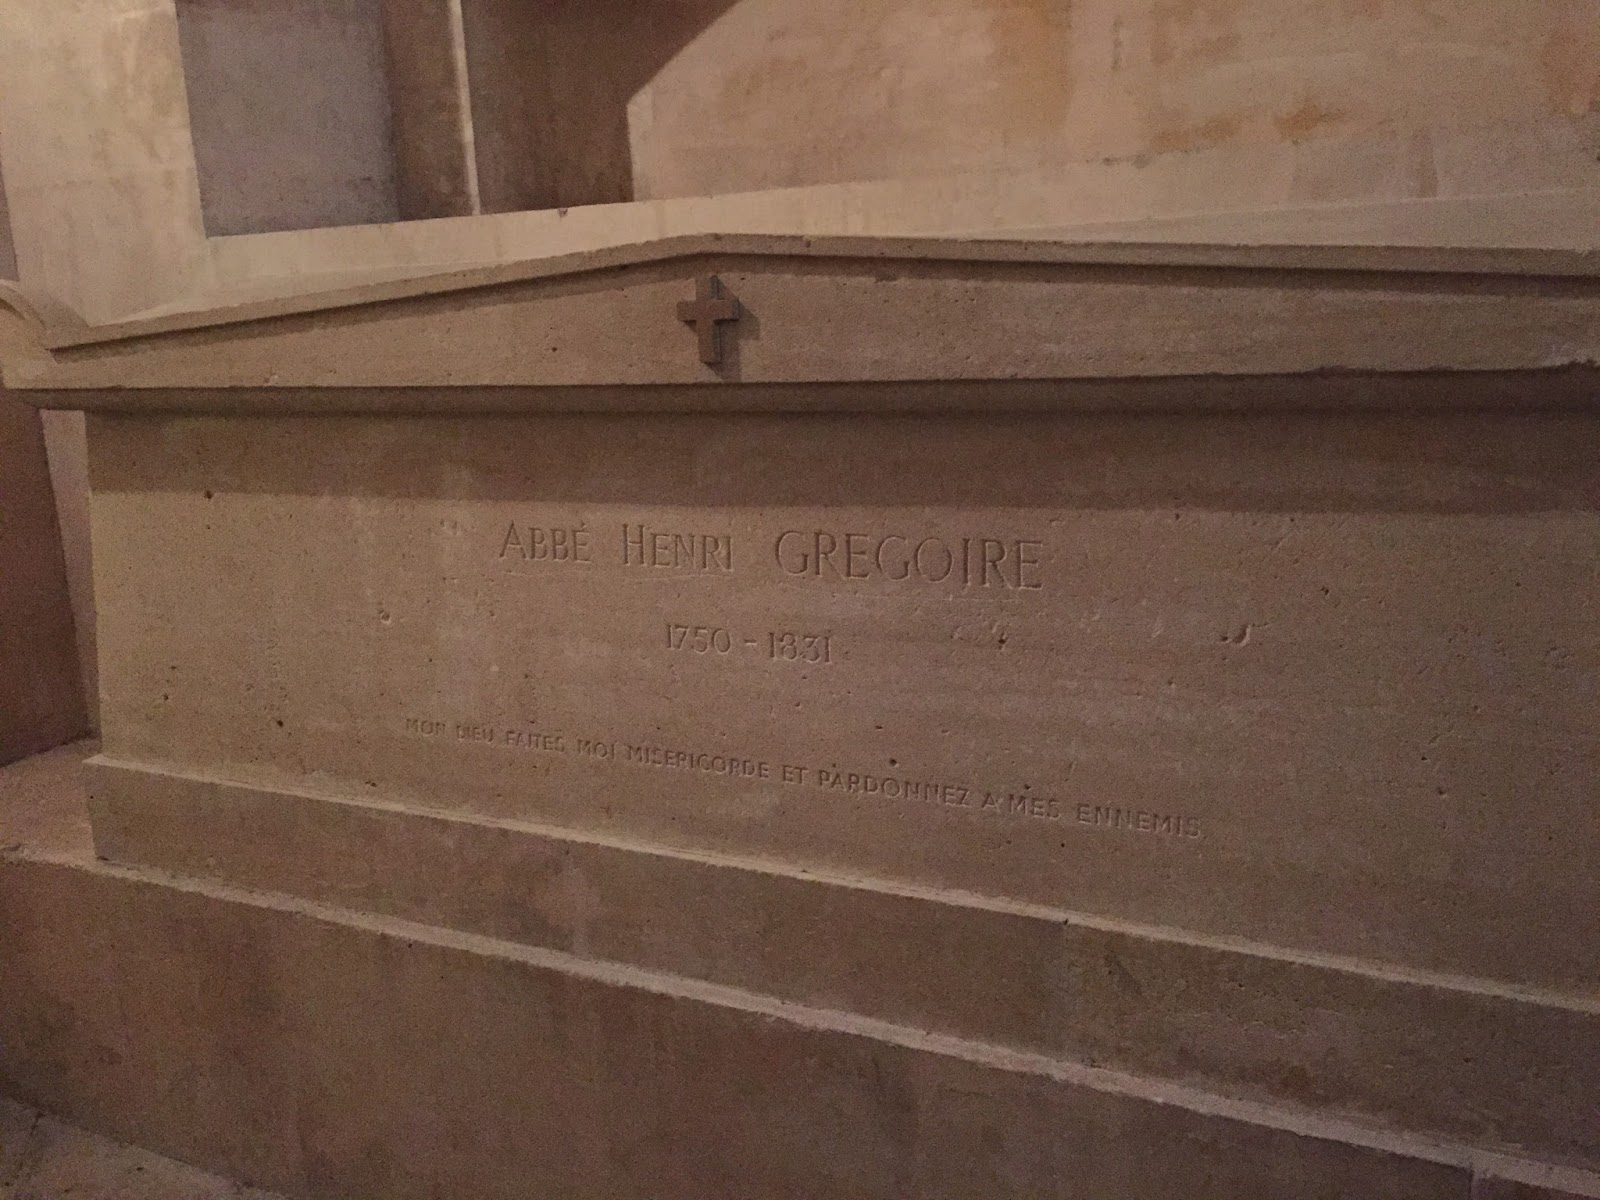 ABBÉ HENRI GREGOIRE
1750 - 1831
MON DIEU FAITES MOI MISERICORDE ET PARDONNEZ A MES ENNEMIS